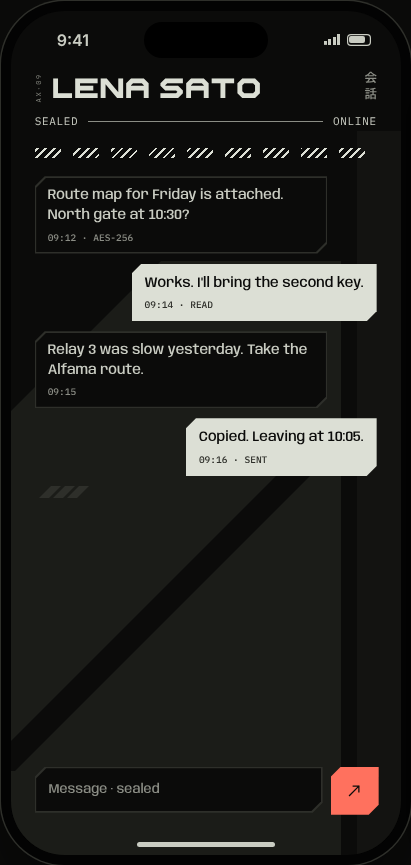 9:41
AX-09
LENA SATO
会話
SEALED
ONLINE
Route map for Friday is attached.
North gate at 10:30?
09:12 · AES-256
Works. I'll bring the second key.
09:14 · READ
Relay 3 was slow yesterday. Take the
Alfama route.
09:15
Copied. Leaving at 10:05.
09:16 · SENT
Message · sealed